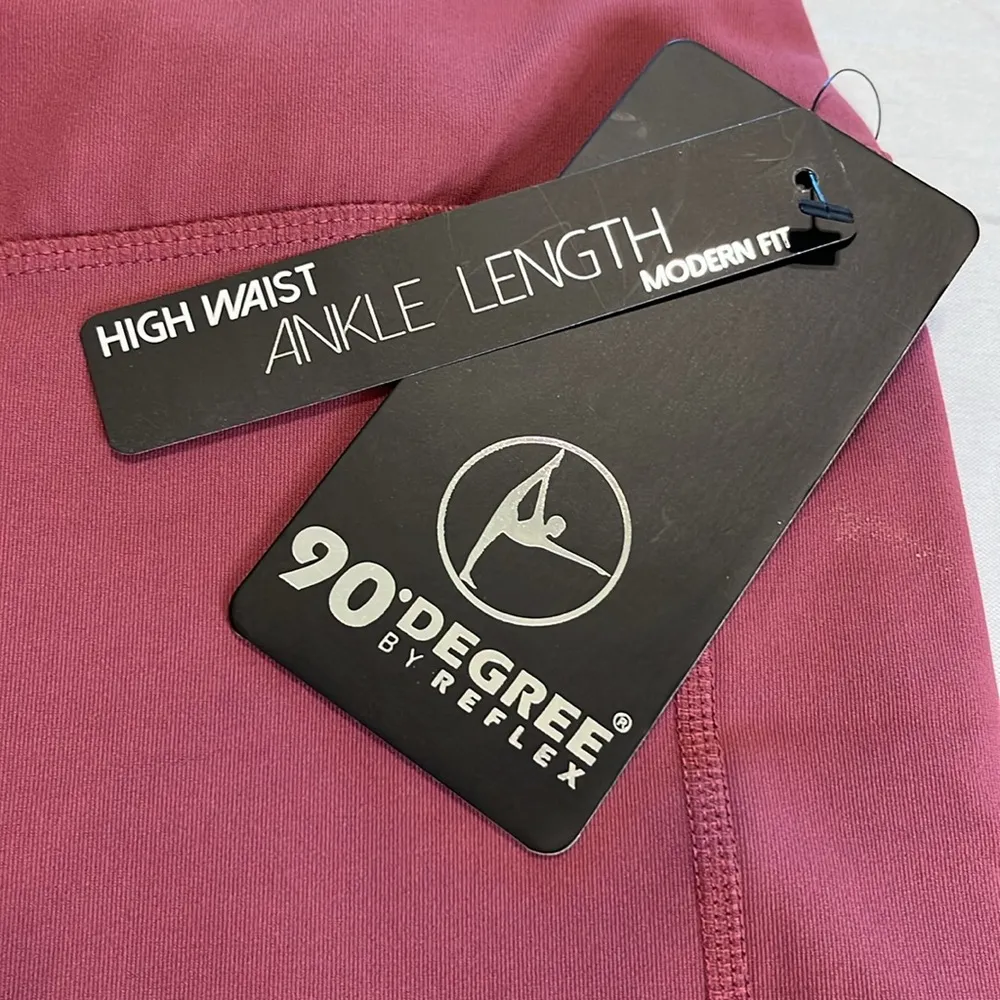 HIGH WAIST
ANKLE LENGTH
MODERN FIT
90°DEGREE®
BY REFLEX